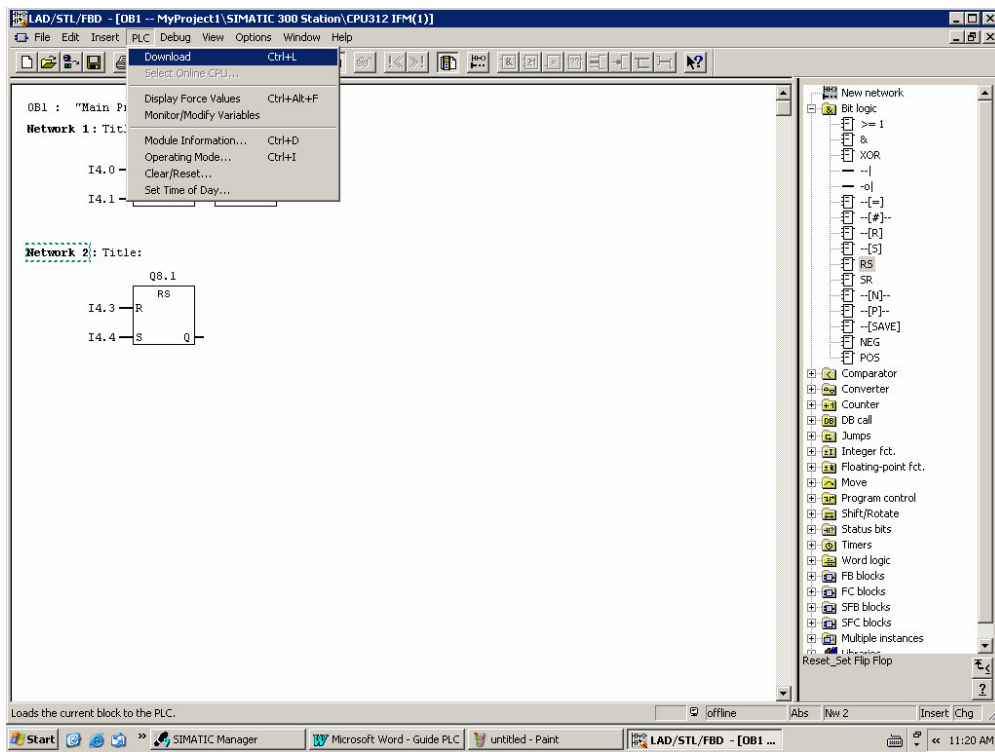 LAD/STL/FBD - [OB1 -- MyProject1\SIMATIC 300 Station\CPU312 IFM(1)]
File Edit Insert PLC Debug View Options Window Help
Download Ctrl+L
Select Online CPU...
Display Force Values Ctrl+Alt+F
Monitor/Modify Variables
Module Information... Ctrl+D
Operating Mode... Ctrl+I
Clear/Reset...
Set Time of Day...
OB1 : "Main P
Network 1: Tit
I4.0
I4.1
Network 2: Title:
Q8.1
RS
I4.3 R
I4.4 S Q
New network
Bit logic
>= 1
&
XOR
--|
-o|
--[=]
--[#]--
--[R]
--[S]
RS
SR
--[N]--
--[P]--
--[SAVE]
NEG
POS
Comparator
Converter
Counter
DB call
Jumps
Integer fct.
Floating-point fct.
Move
Program control
Shift/Rotate
Status bits
Timers
Word logic
FB blocks
FC blocks
SFB blocks
SFC blocks
Multiple instances
Libraries
Reset_Set Flip Flop
Loads the current block to the PLC.
offline Abs Nw 2 Insert Chg
Start SIMATIC Manager Microsoft Word - Guide PLC untitled - Paint LAD/STL/FBD - [OB1 ... 11:20 AM